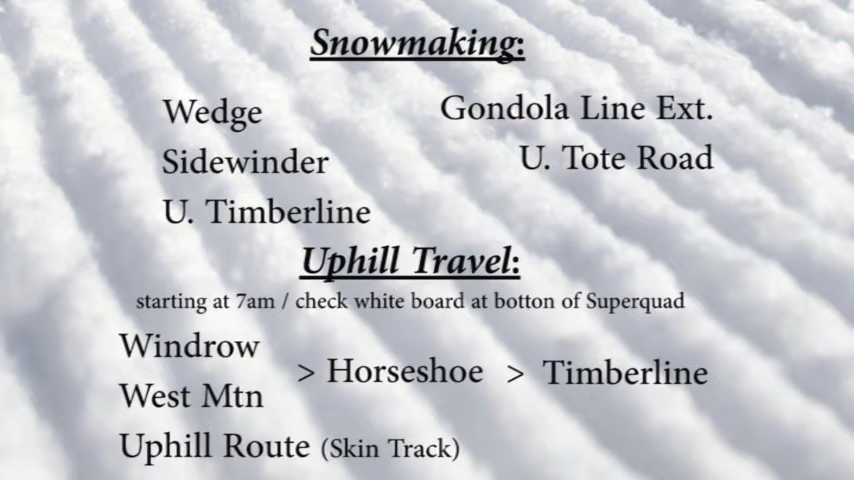 Snowmaking:
Wedge
Sidewinder
U. Timberline
Gondola Line Ext.
U. Tote Road
Uphill Travel:
starting at 7am / check white board at botton of Superquad
Windrow
West Mtn
> Horseshoe > Timberline
Uphill Route (Skin Track)